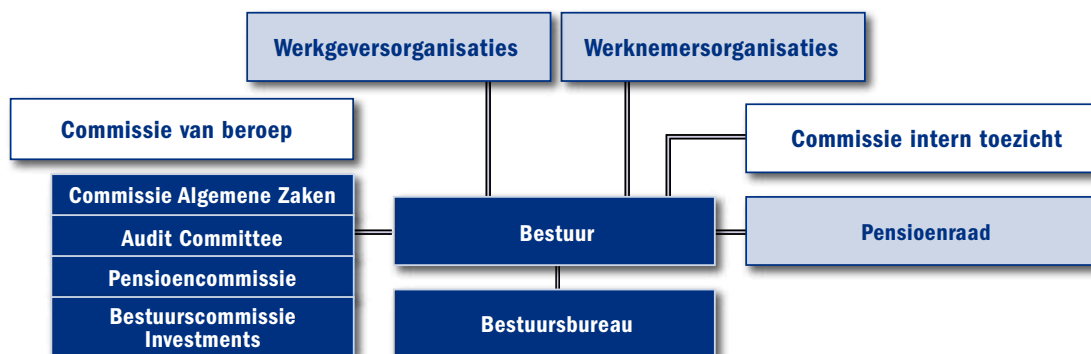 Werkgeversorganisaties
Werknemersorganisaties
Commissie van beroep
Commissie intern toezicht
Commissie Algemene Zaken
Audit Committee
Pensioencommissie
Bestuurscommissie
Investments
Bestuur
Pensioenraad
Bestuursbureau